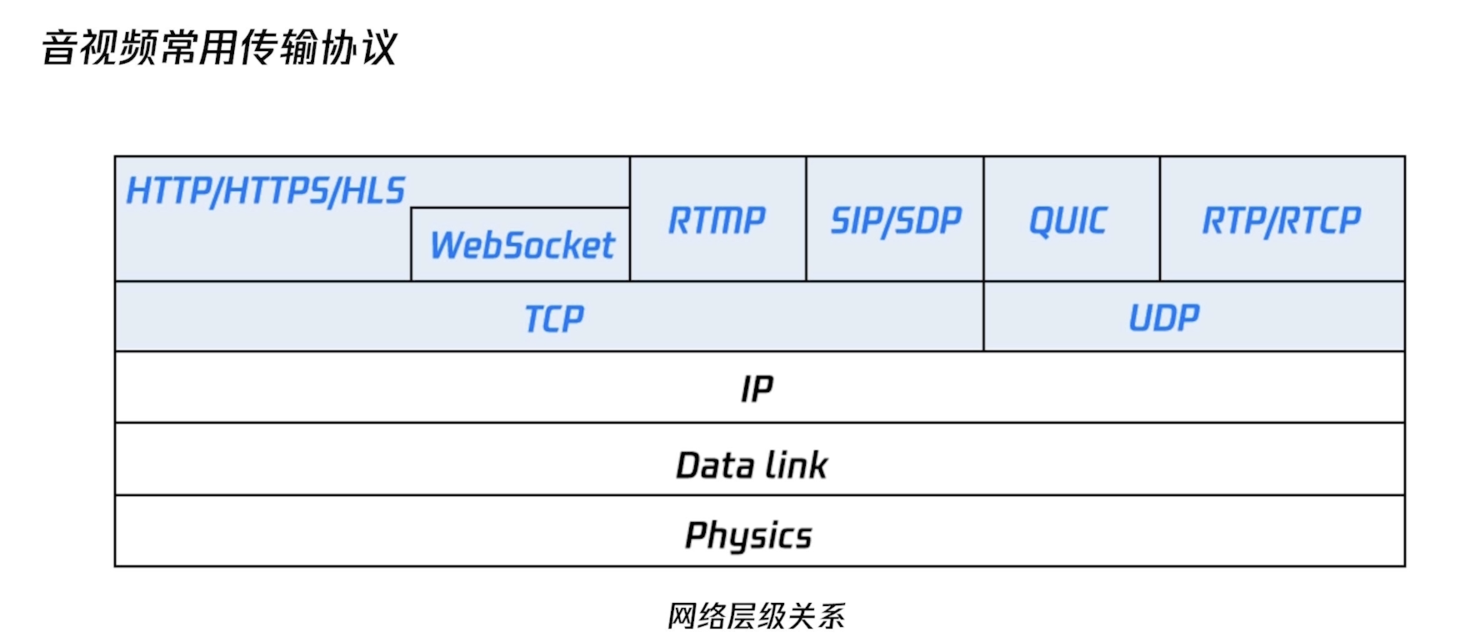 音视频常用传输协议
HTTP/HTTPS/HLS
WebSocket
RTMP
SIP/SDP
QUIC
RTP/RTCP
TCP
UDP
IP
Data link
Physics
网络层级关系